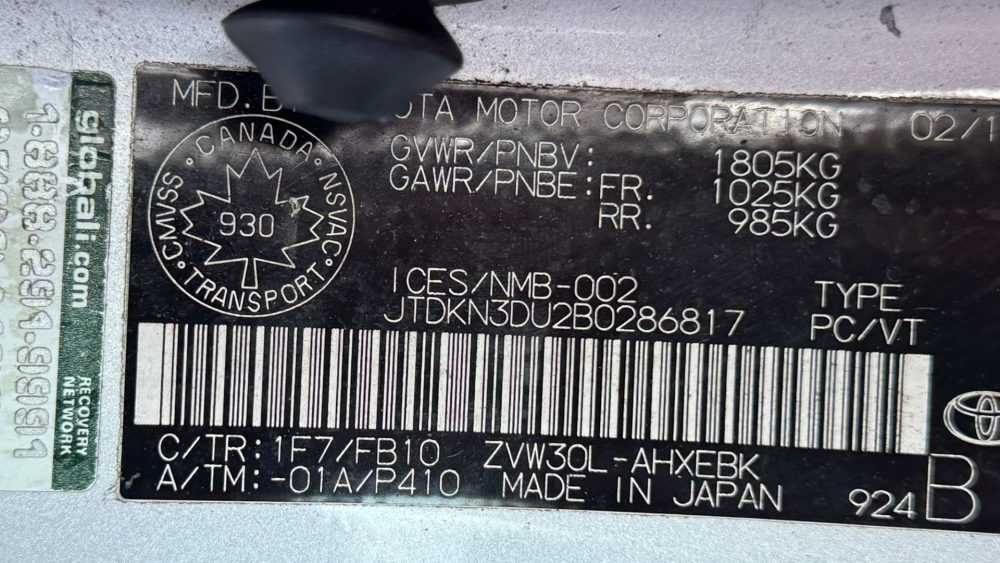 MFD. B
OTA MOTOR CORPORATION 02/1
GVWR/PNBV: 1805KG
GAWR/PNBE: FR. 1025KG
RR. 985KG
CANADA
NSVAC
TRANSPORT
CMVSS
930
ICES/NMB-002
JTDKN3DU2B0286817
TYPE
PC/VT
C/TR: 1F7/FB10 ZVW30L-AHXEBK
A/TM: -01A/P410 MADE IN JAPAN
924 B
globali.com
RECOVERY
NETWORK